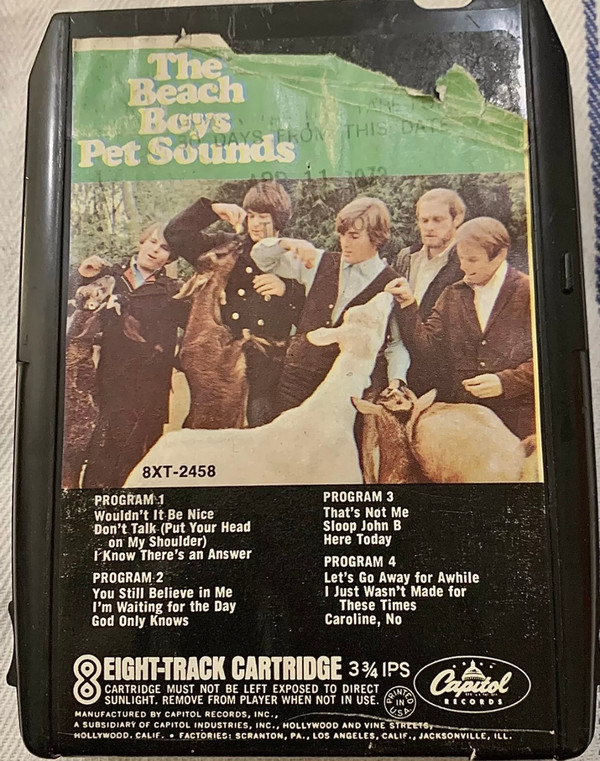 The
Beach
Boys
Pet Sounds
DAYS FROM THIS DATE
APR 11
8XT-2458
PROGRAM 1
Wouldn't It Be Nice
Don't Talk (Put Your Head
on My Shoulder)
I Know There's an Answer
PROGRAM 2
You Still Believe in Me
I'm Waiting for the Day
God Only Knows
PROGRAM 3
That's Not Me
Sloop John B
Here Today
PROGRAM 4
Let's Go Away for Awhile
I Just Wasn't Made for
These Times
Caroline, No
8 EIGHT-TRACK CARTRIDGE 3 3/4 IPS
CARTRIDGE MUST NOT BE LEFT EXPOSED TO DIRECT
SUNLIGHT. REMOVE FROM PLAYER WHEN NOT IN USE.
PRINTED IN U.S.A.
Capitol
RECORDS
MANUFACTURED BY CAPITOL RECORDS, INC.,
A SUBSIDIARY OF CAPITOL INDUSTRIES, INC., HOLLYWOOD AND VINE STREETS,
HOLLYWOOD, CALIF. • FACTORIES: SCRANTON, PA., LOS ANGELES, CALIF., JACKSONVILLE, ILL.